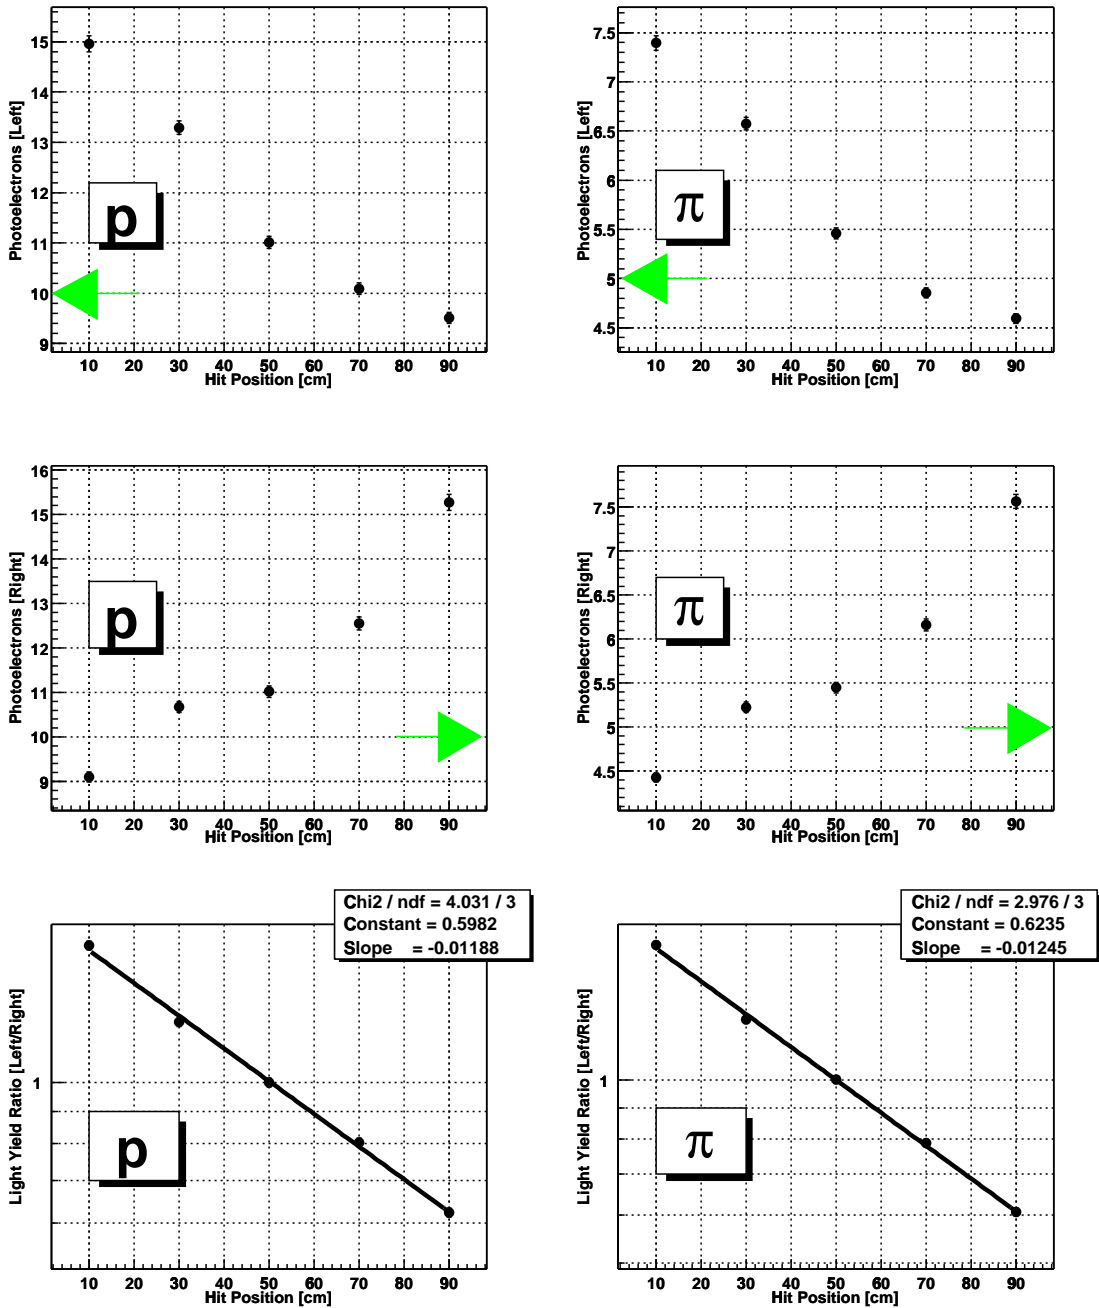 Photoelectrons [Left]
15
14
13
12
11
10
9
p
10 20 30 40 50 60 70 80 90
Hit Position [cm]
Photoelectrons [Left]
7.5
7
6.5
6
5.5
5
4.5
π
10 20 30 40 50 60 70 80 90
Hit Position [cm]
Photoelectrons [Right]
16
15
14
13
12
11
10
9
p
10 20 30 40 50 60 70 80 90
Hit Position [cm]
Photoelectrons [Right]
7.5
7
6.5
6
5.5
5
4.5
π
10 20 30 40 50 60 70 80 90
Hit Position [cm]
Chi2 / ndf = 4.031 / 3
Constant = 0.5982
Slope = -0.01188
Light Yield Ratio [Left/Right]
1
p
10 20 30 40 50 60 70 80 90
Hit Position [cm]
Chi2 / ndf = 2.976 / 3
Constant = 0.6235
Slope = -0.01245
Light Yield Ratio [Left/Right]
1
π
10 20 30 40 50 60 70 80 90
Hit Position [cm]